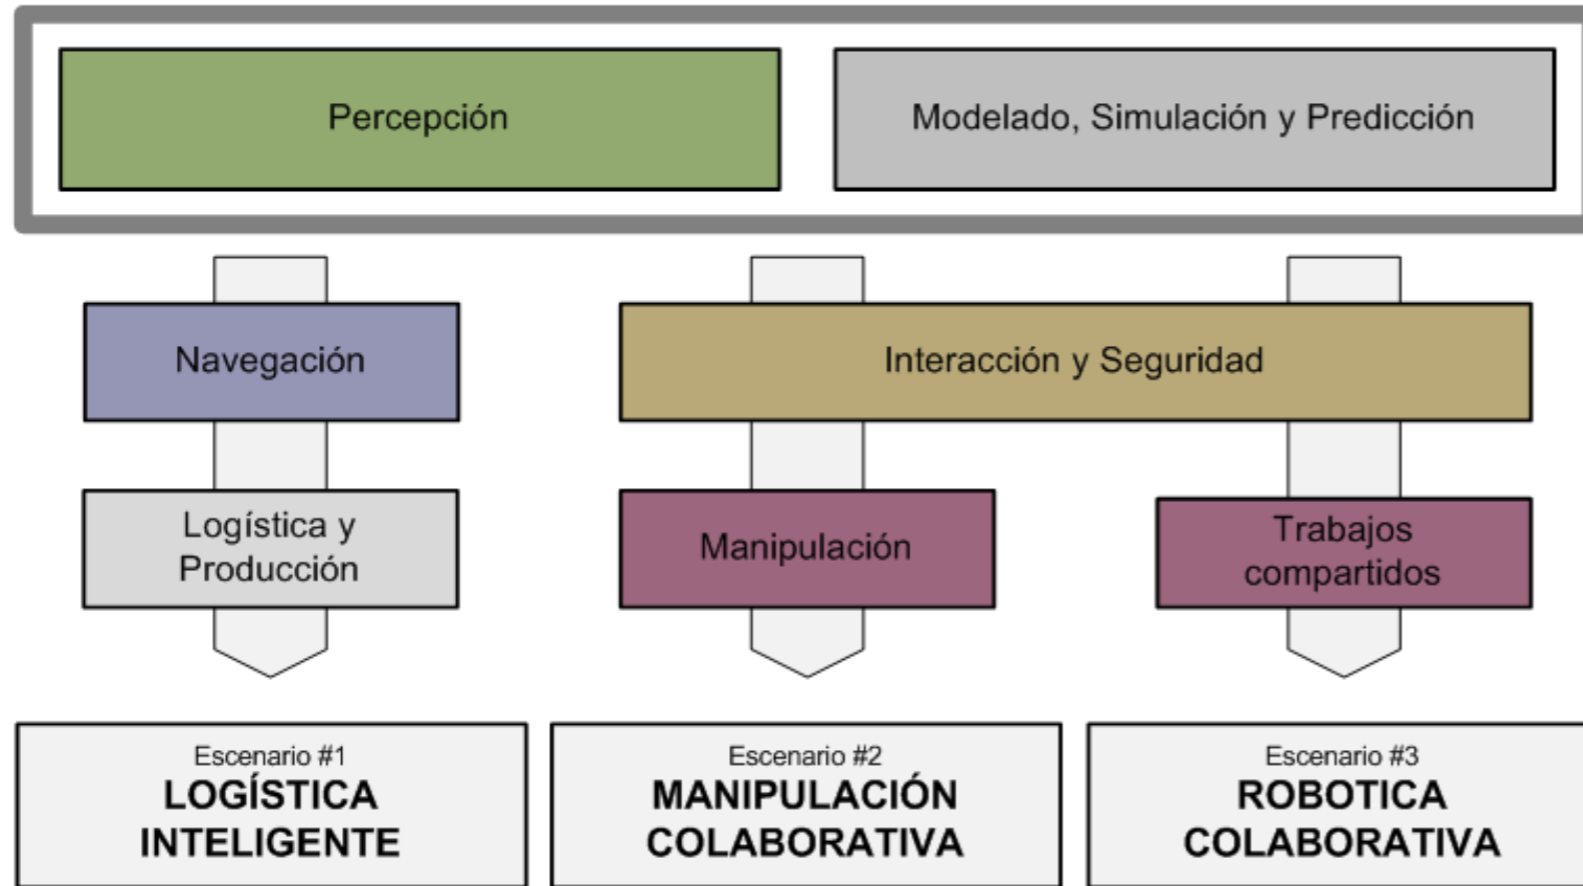 Percepción
Modelado, Simulación y Predicción
Navegación
Interacción y Seguridad
Logística y
Producción
Manipulación
Trabajos
compartidos
Escenario #1
LOGÍSTICA
INTELIGENTE
Escenario #2
MANIPULACIÓN
COLABORATIVA
Escenario #3
ROBOTICA
COLABORATIVA